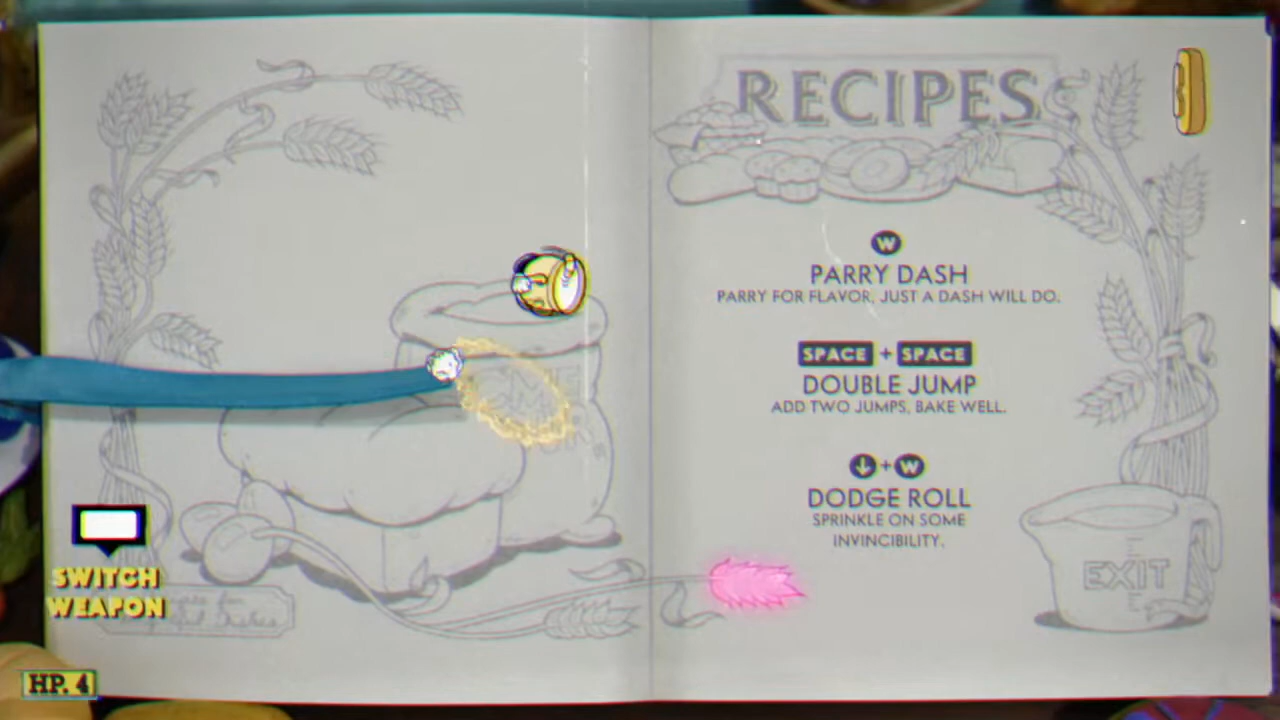 RECIPES
W
PARRY DASH
PARRY FOR FLAVOR, JUST A DASH WILL DO.
SPACE + SPACE
DOUBLE JUMP
ADD TWO JUMPS, BAKE WELL.
↓ + W
DODGE ROLL
SPRINKLE ON SOME
INVINCIBILITY.
EXIT
SWITCH
WEAPON
HP. 4